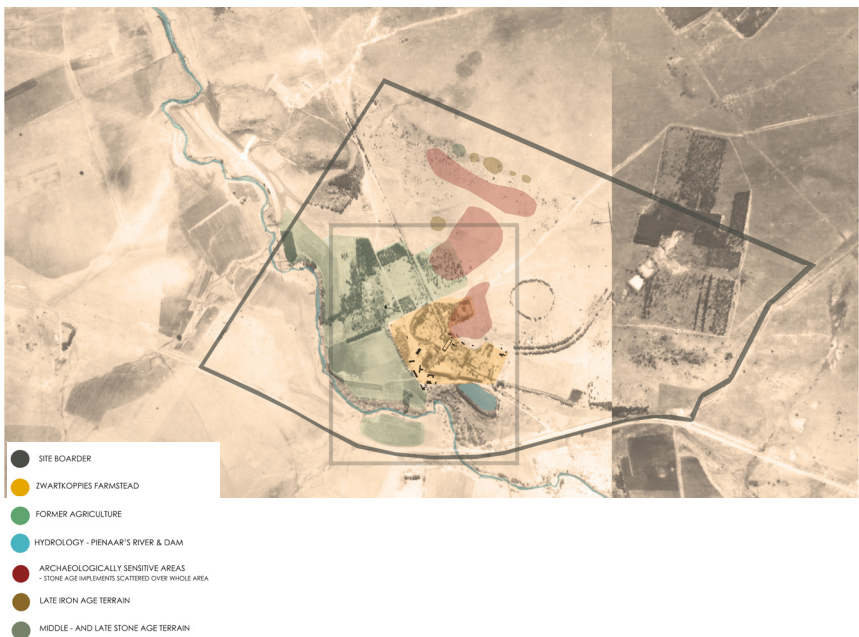 SITE BOARDER
ZWARTKOPPIES FARMSTEAD
FORMER AGRICULTURE
HYDROLOGY - PIENAAR'S RIVER & DAM
ARCHAEOLOGICALLY SENSITIVE AREAS
- STONE AGE IMPLEMENTS SCATTERED OVER WHOLE AREA
LATE IRON AGE TERRAIN
MIDDLE - AND LATE STONE AGE TERRAIN